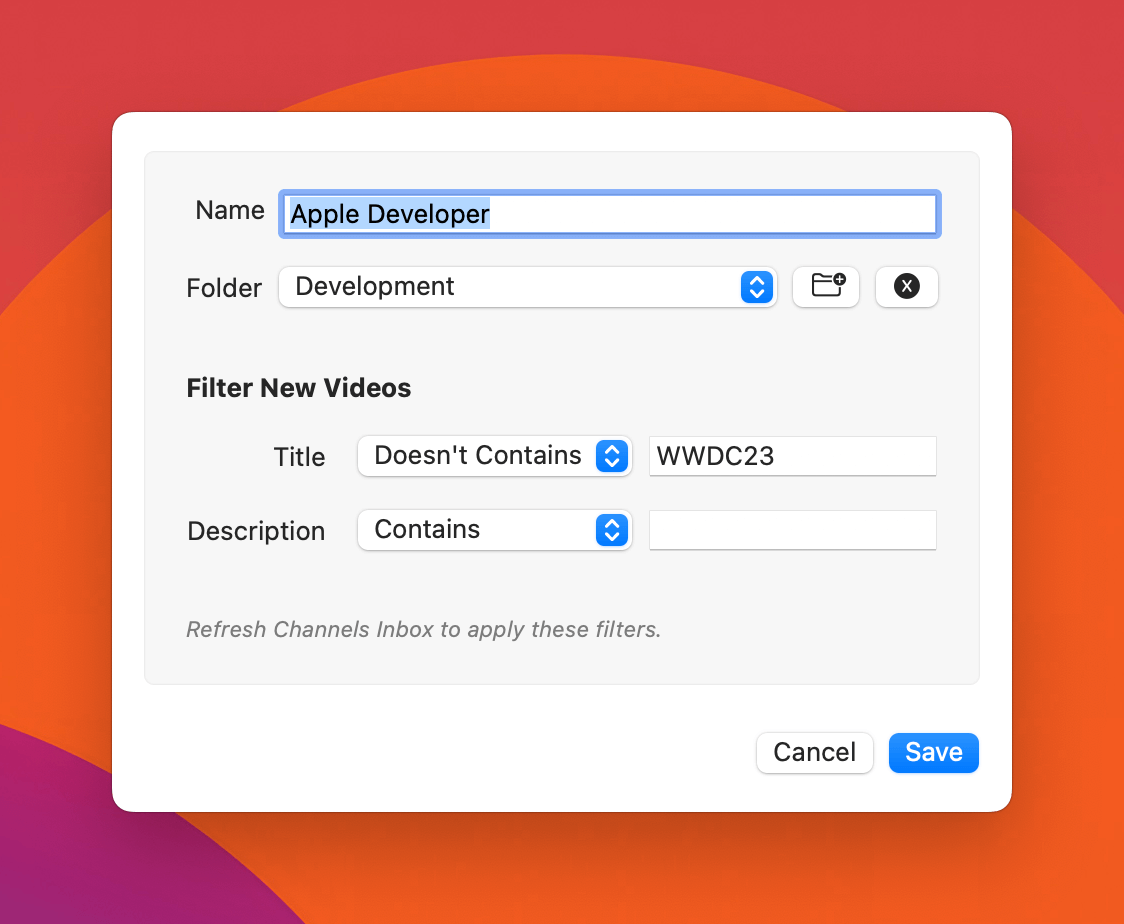 Name Apple Developer
Folder Development X
Filter New Videos
Title Doesn't Contains WWDC23
Description Contains
Refresh Channels Inbox to apply these filters.
Cancel Save